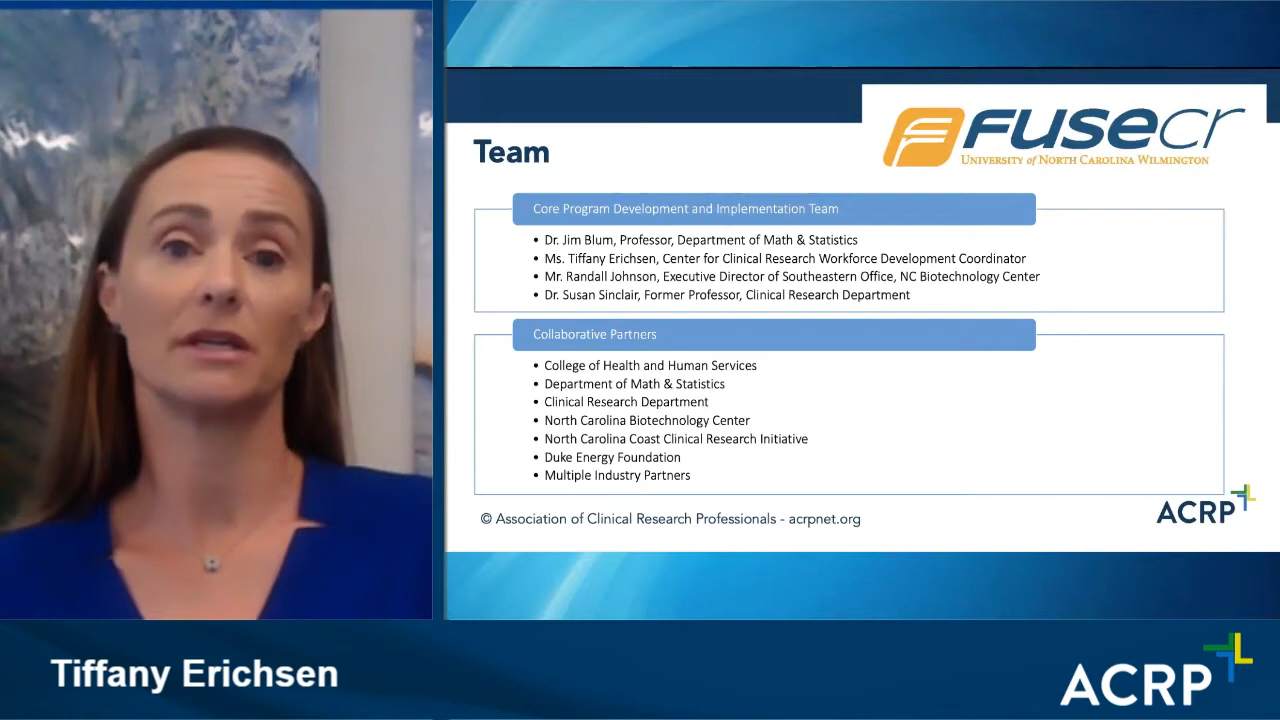 FUSEcr
UNIVERSITY of NORTH CAROLINA WILMINGTON
Team
Core Program Development and Implementation Team
• Dr. Jim Blum, Professor, Department of Math & Statistics
• Ms. Tiffany Erichsen, Center for Clinical Research Workforce Development Coordinator
• Mr. Randall Johnson, Executive Director of Southeastern Office, NC Biotechnology Center
• Dr. Susan Sinclair, Former Professor, Clinical Research Department
Collaborative Partners
• College of Health and Human Services
• Department of Math & Statistics
• Clinical Research Department
• North Carolina Biotechnology Center
• North Carolina Coast Clinical Research Initiative
• Duke Energy Foundation
• Multiple Industry Partners
© Association of Clinical Research Professionals - acrpnet.org
ACRP
Tiffany Erichsen
ACRP